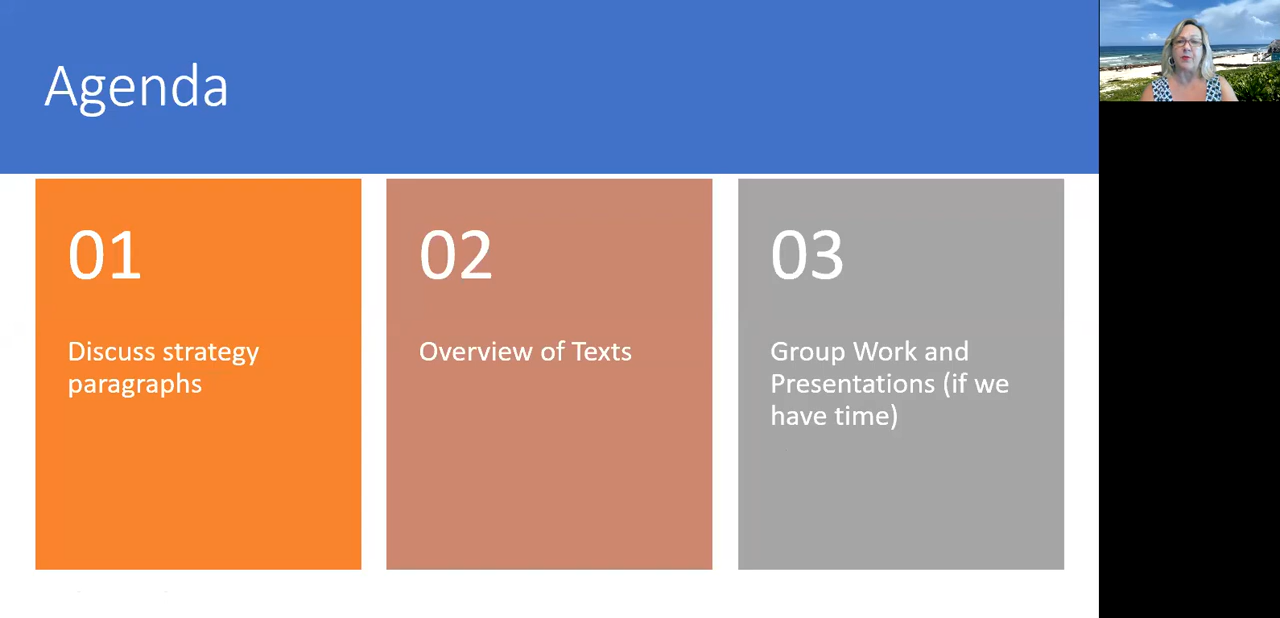 Agenda
01
Discuss strategy
paragraphs
02
Overview of Texts
03
Group Work and
Presentations (if we
have time)